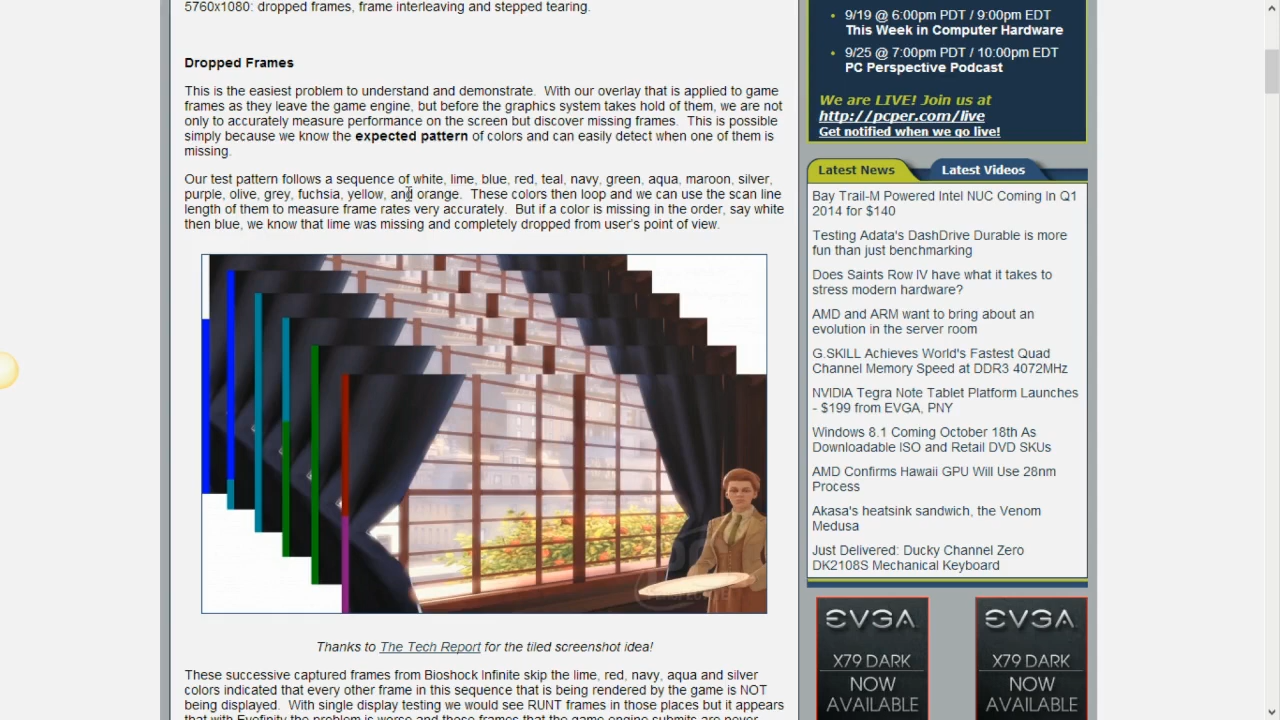 5760x1080: dropped frames, frame interleaving and stepped tearing.
Dropped Frames
This is the easiest problem to understand and demonstrate.  With our overlay that is applied to game
frames as they leave the game engine, but before the graphics system takes hold of them, we are not
only to accurately measure performance on the screen but discover missing frames.  This is possible
simply because we know the expected pattern of colors and can easily detect when one of them is
missing.
Our test pattern follows a sequence of white, lime, blue, red, teal, navy, green, aqua, maroon, silver,
purple, olive, grey, fuchsia, yellow, and orange.  These colors then loop and we can use the scan line
length of them to measure frame rates very accurately.  But if a color is missing in the order, say white
then blue, we know that lime was missing and completely dropped from user's point of view.
Thanks to The Tech Report for the tiled screenshot idea!
These successive captured frames from Bioshock Infinite skip the lime, red, navy, aqua and silver
colors indicated that every other frame in this sequence that is being rendered by the game is NOT
being displayed.  With single display testing we would see RUNT frames in those places but it appears
that with Eyefinity the problem is worse and those frames that the game engine submits are never
9/19 @ 6:00pm PDT / 9:00pm EDT
This Week in Computer Hardware
9/25 @ 7:00pm PDT / 10:00pm EDT
PC Perspective Podcast
We are LIVE! Join us at
http://pcper.com/live
Get notified when we go live!
Latest News
Latest Videos
Bay Trail-M Powered Intel NUC Coming In Q1
2014 for $140
Testing Adata's DashDrive Durable is more
fun than just benchmarking
Does Saints Row IV have what it takes to
stress modern hardware?
AMD and ARM want to bring about an
evolution in the server room
G.SKILL Achieves World's Fastest Quad
Channel Memory Speed at DDR3 4072MHz
NVIDIA Tegra Note Tablet Platform Launches
- $199 from EVGA, PNY
Windows 8.1 Coming October 18th As
Downloadable ISO and Retail DVD SKUs
AMD Confirms Hawaii GPU Will Use 28nm
Process
Akasa's heatsink sandwich, the Venom
Medusa
Just Delivered: Ducky Channel Zero
DK2108S Mechanical Keyboard
EVGA
X79 DARK
NOW
AVAILABLE
EVGA
X79 DARK
NOW
AVAILABLE